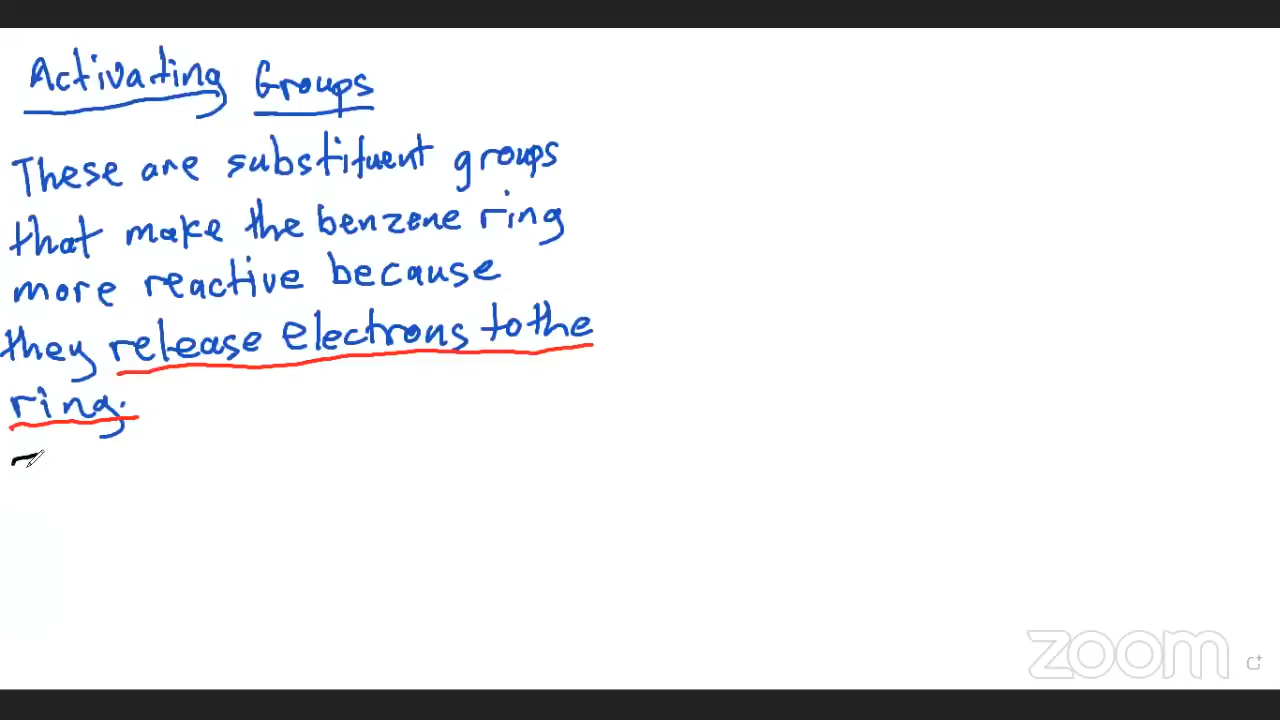 Activating Groups
These are substituent groups
that make the benzene ring
more reactive because
they release electrons to the
ring.
zoom